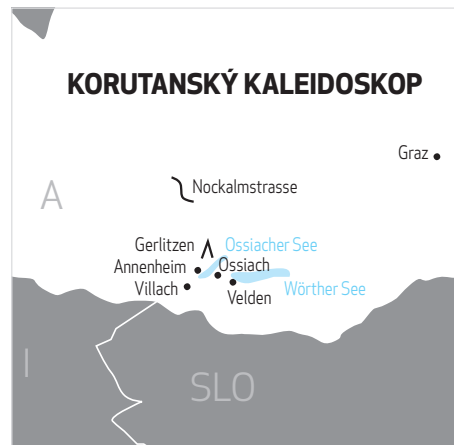 KORUTANSKÝ KALEIDOSKOP
Graz
A
Nockalmstrasse
Gerlitzen
Ossiacher See
Annenheim
Ossiach
Villach
Velden
Wörther See
I
SLO